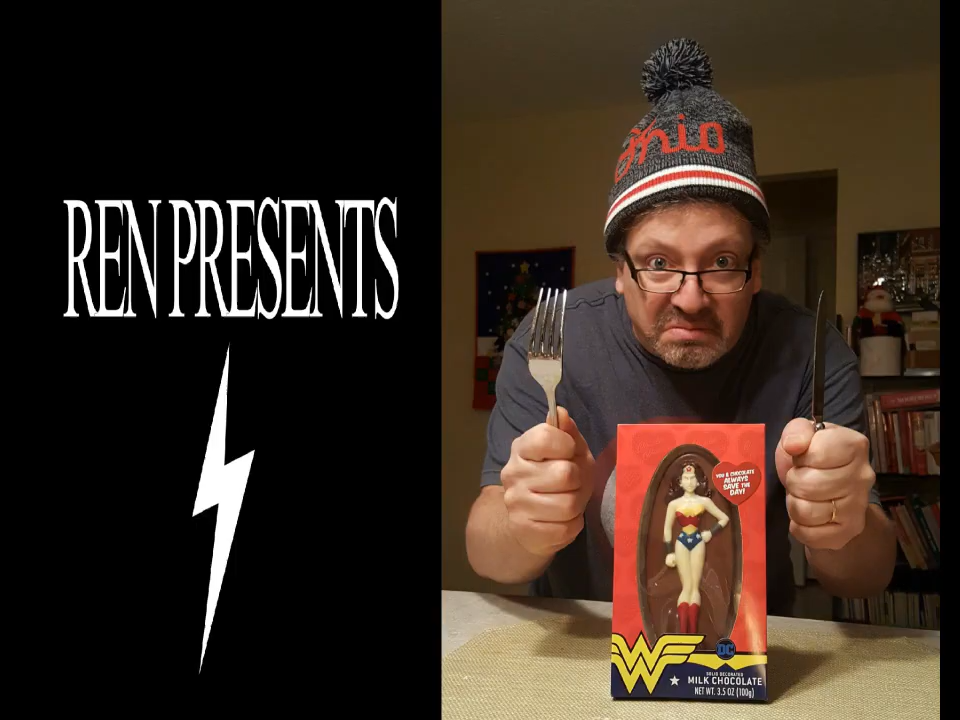 REN PRESENTS
YOU & CHOCOLATE
ALWAYS
SAVE THE
DAY!
W
DC
SOLID DECORATED
MILK CHOCOLATE
NET WT. 3.5 OZ (100g)